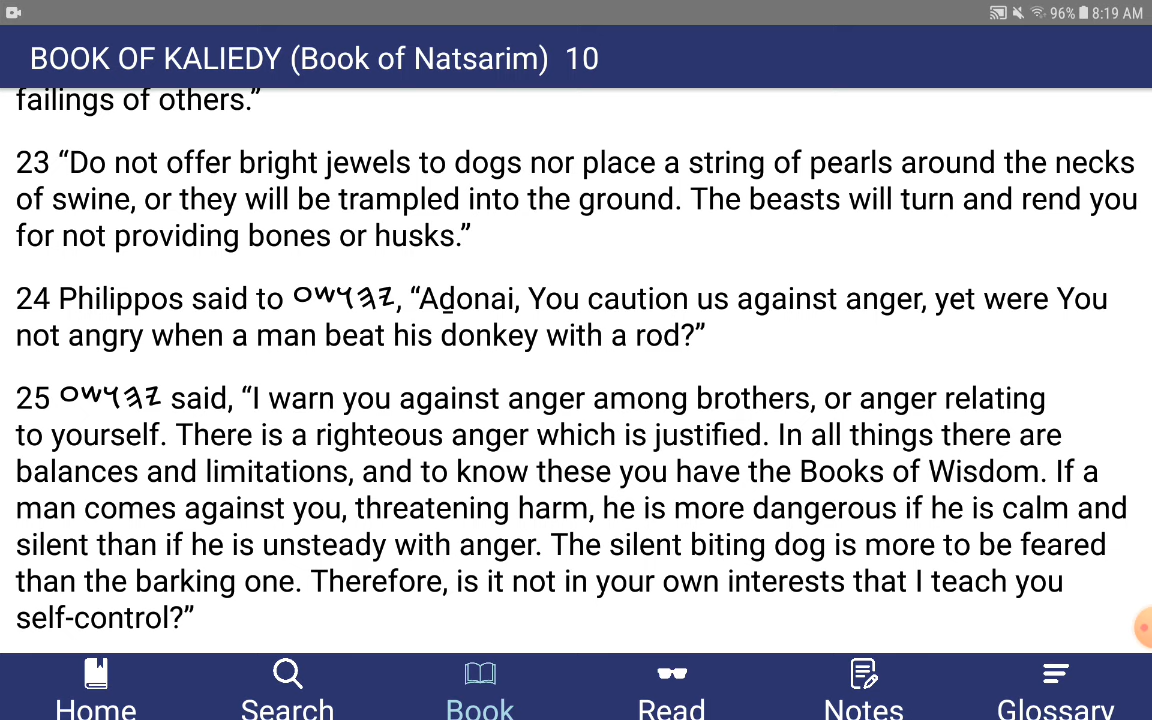 8:19 AM
96%
BOOK OF KALIEDY (Book of Natsarim) 10
failings of others.”
23 “Do not offer bright jewels to dogs nor place a string of pearls around the necks
of swine, or they will be trampled into the ground. The beasts will turn and rend you
for not providing bones or husks.”
24 Philippos said to 𐤉𐤄𐤅𐤔𐤏, “Aḏonai, You caution us against anger, yet were You
not angry when a man beat his donkey with a rod?”
25 𐤉𐤄𐤅𐤔𐤏 said, “I warn you against anger among brothers, or anger relating
to yourself. There is a righteous anger which is justified. In all things there are
balances and limitations, and to know these you have the Books of Wisdom. If a
man comes against you, threatening harm, he is more dangerous if he is calm and
silent than if he is unsteady with anger. The silent biting dog is more to be feared
than the barking one. Therefore, is it not in your own interests that I teach you
self-control?”
Home Search Book Read Notes Glossary